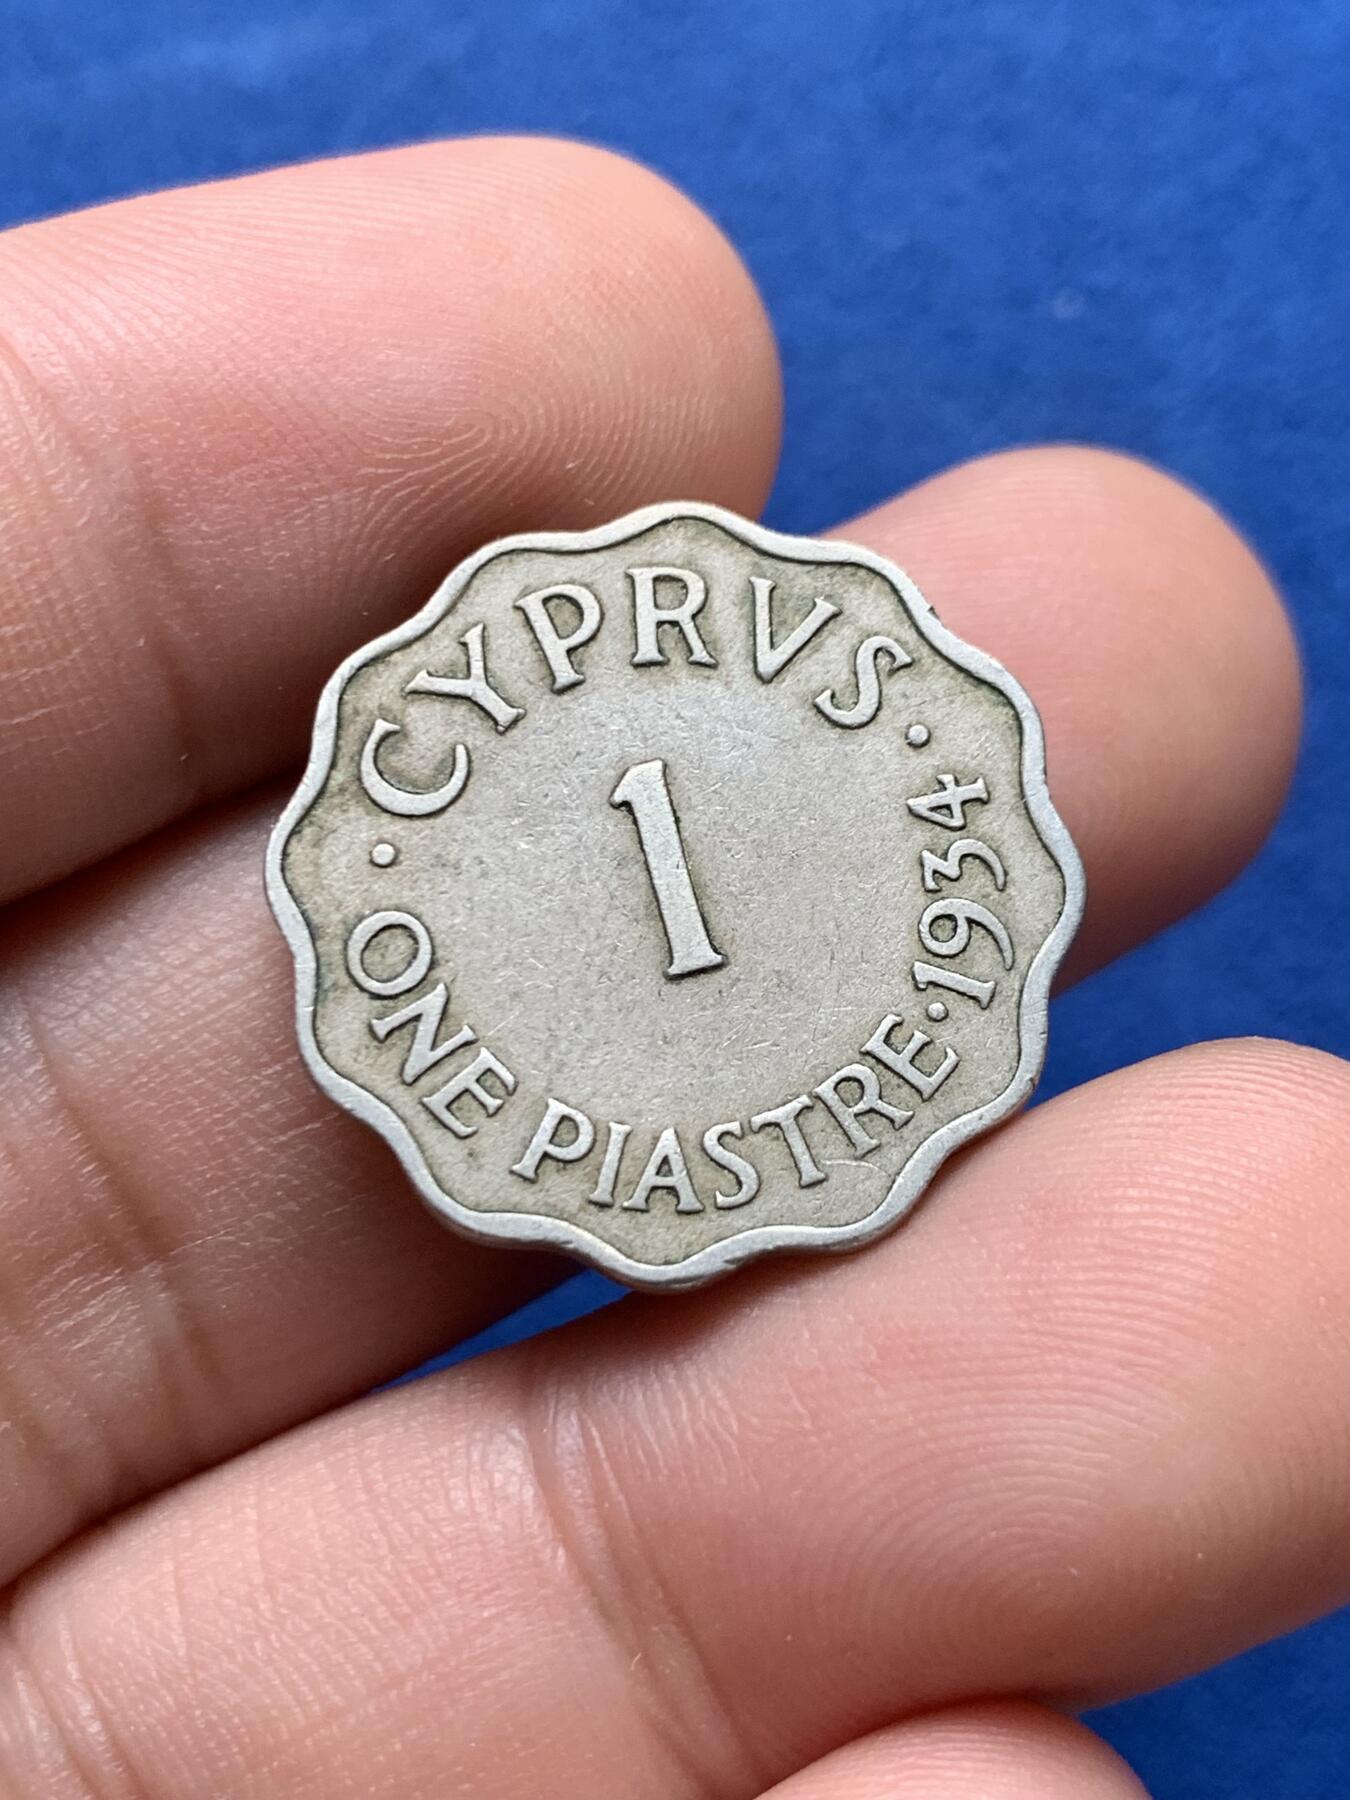 ·CYPRVS·
1
ONE PIASTRE·1934